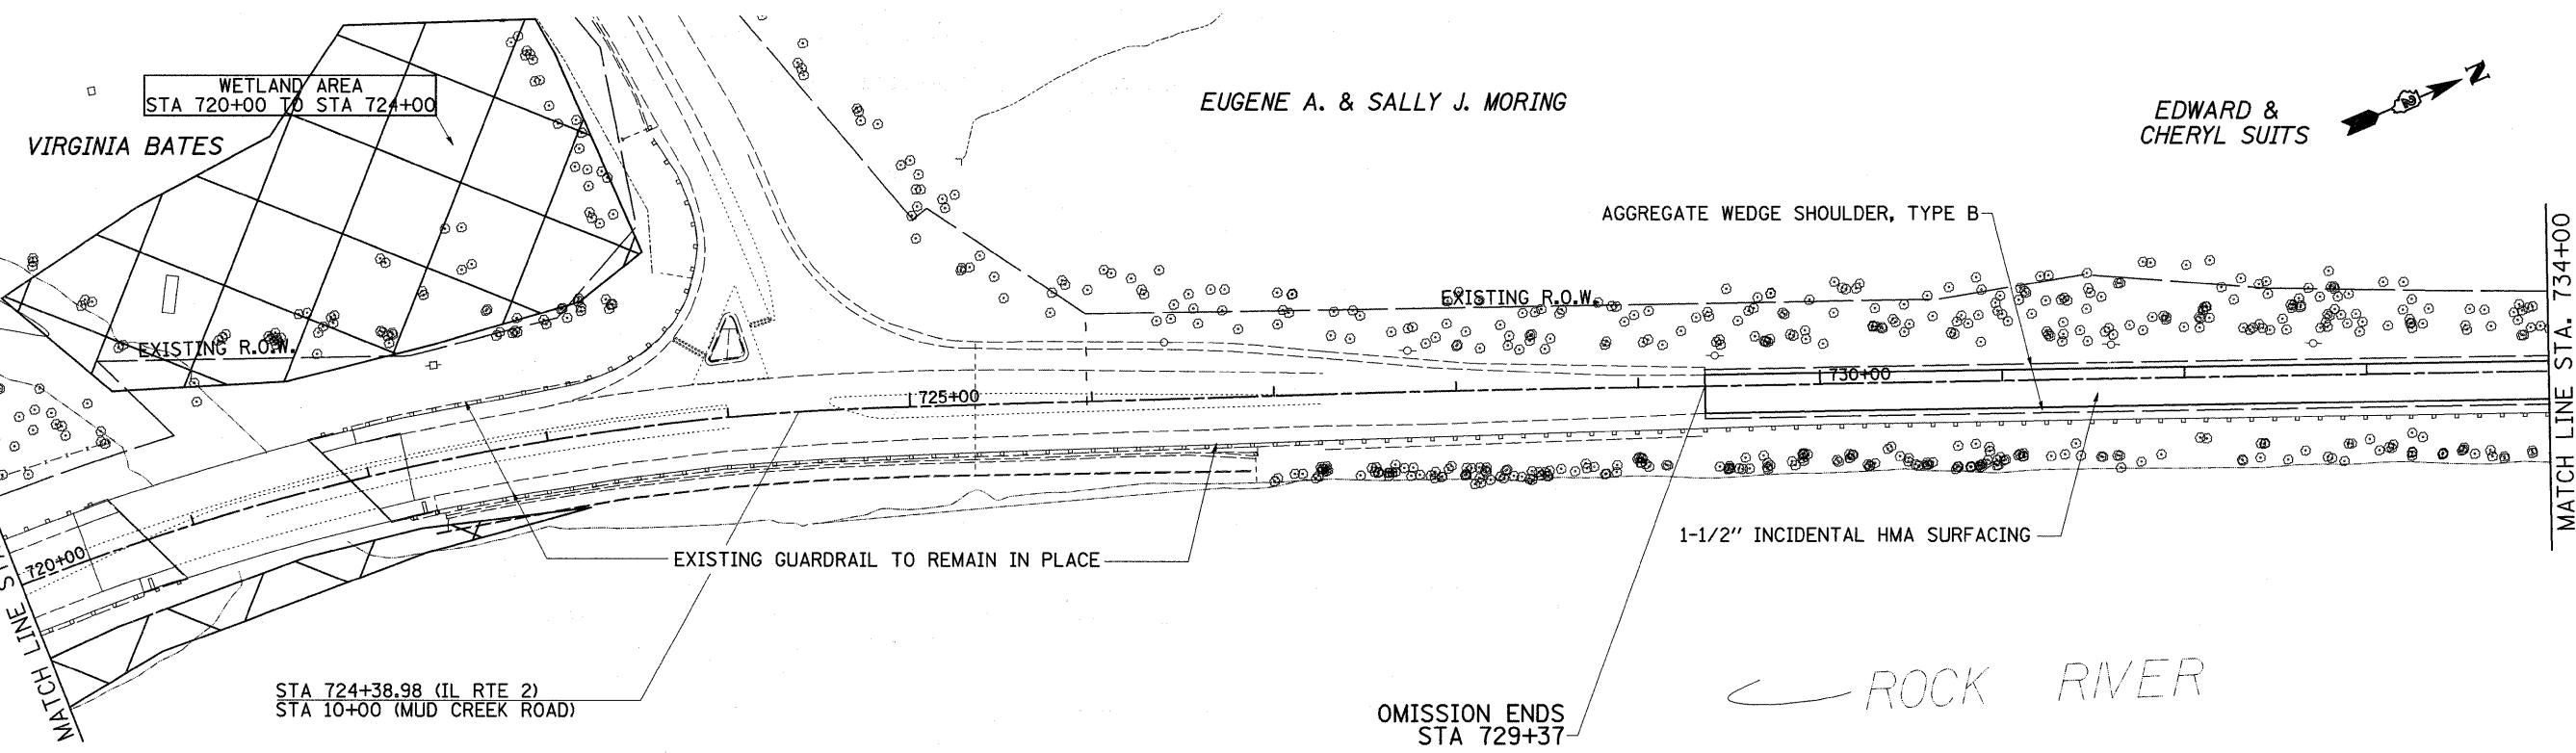 WETLAND AREA
STA 720+00 TO STA 724+00
VIRGINIA BATES
EUGENE A. & SALLY J. MORING
EDWARD &
CHERYL SUITS
2
N
AGGREGATE WEDGE SHOULDER, TYPE B
EXISTING R.O.W.
EXISTING R.O.W.
MATCH LINE STA. 734+00
730+00
725+00
720+00
1-1/2" INCIDENTAL HMA SURFACING
EXISTING GUARDRAIL TO REMAIN IN PLACE
MATCH LINE
STA 724+38.98 (IL RTE 2)
STA 10+00 (MUD CREEK ROAD)
OMISSION ENDS
STA 729+37
ROCK RIVER